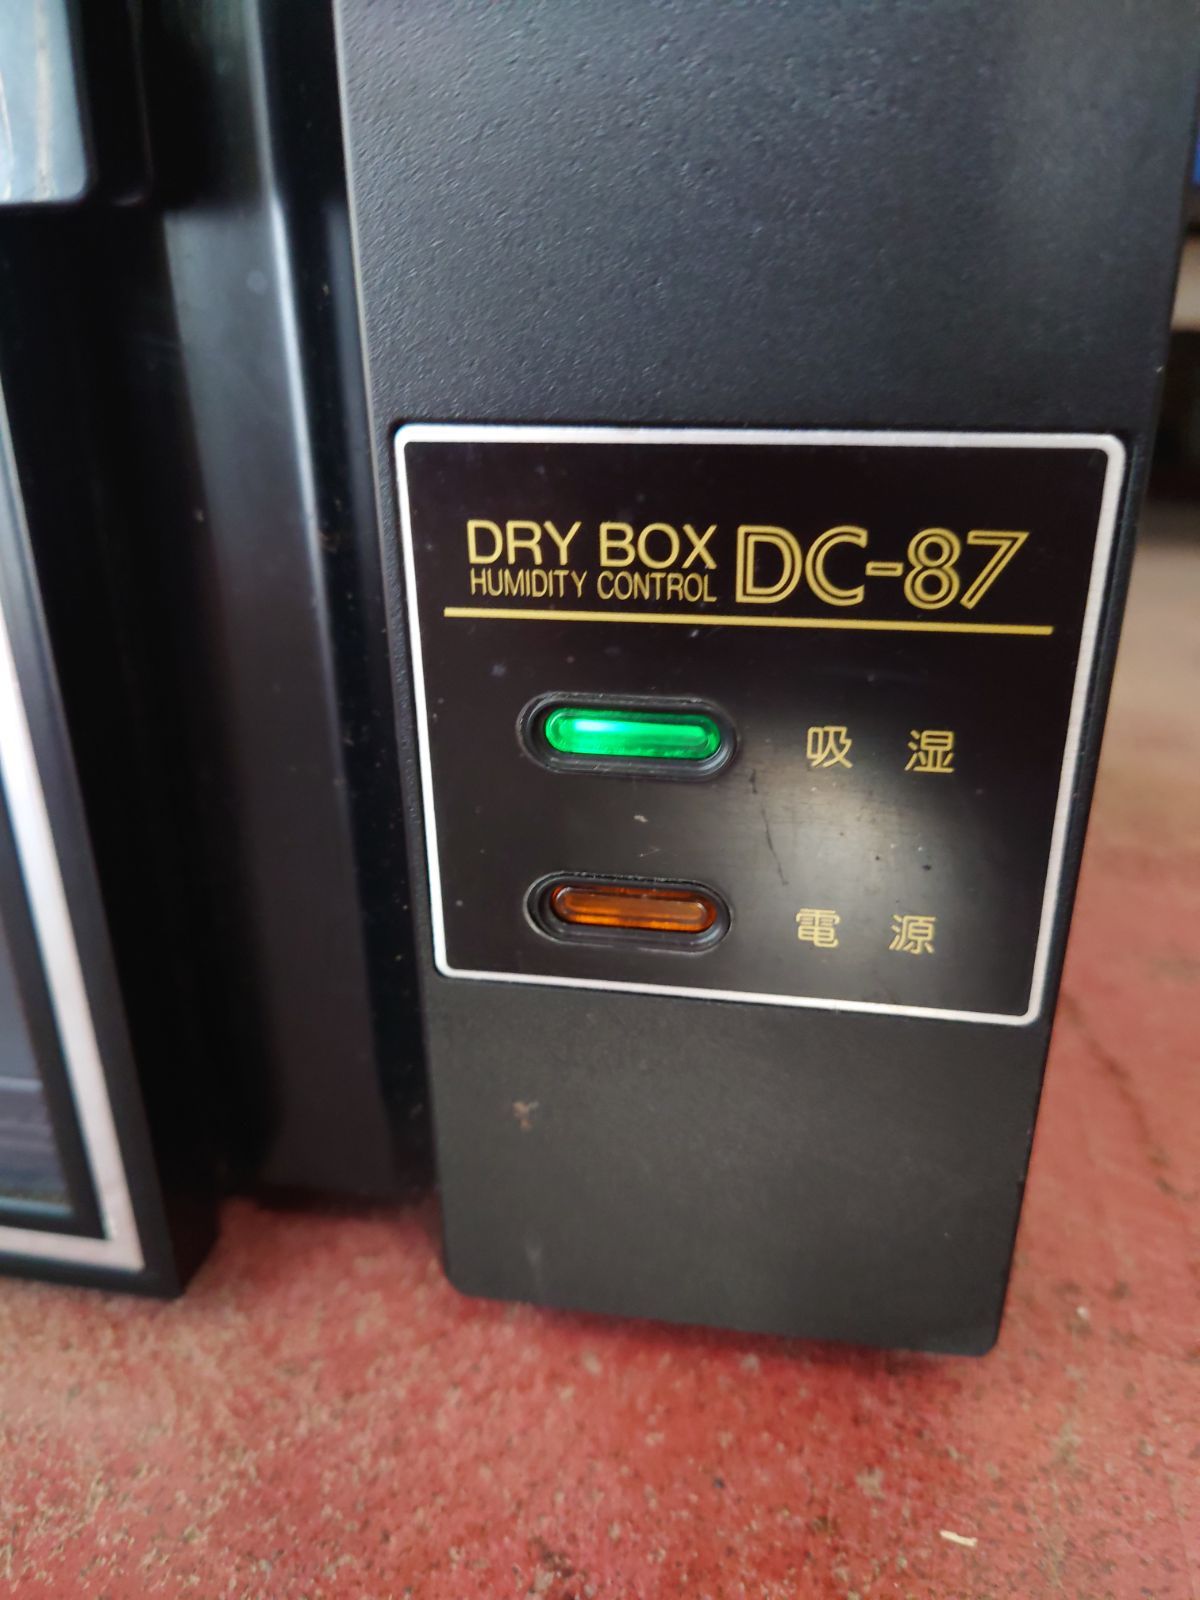 DRY BOX DC-87
HUMIDITY CONTROL
吸湿
電源